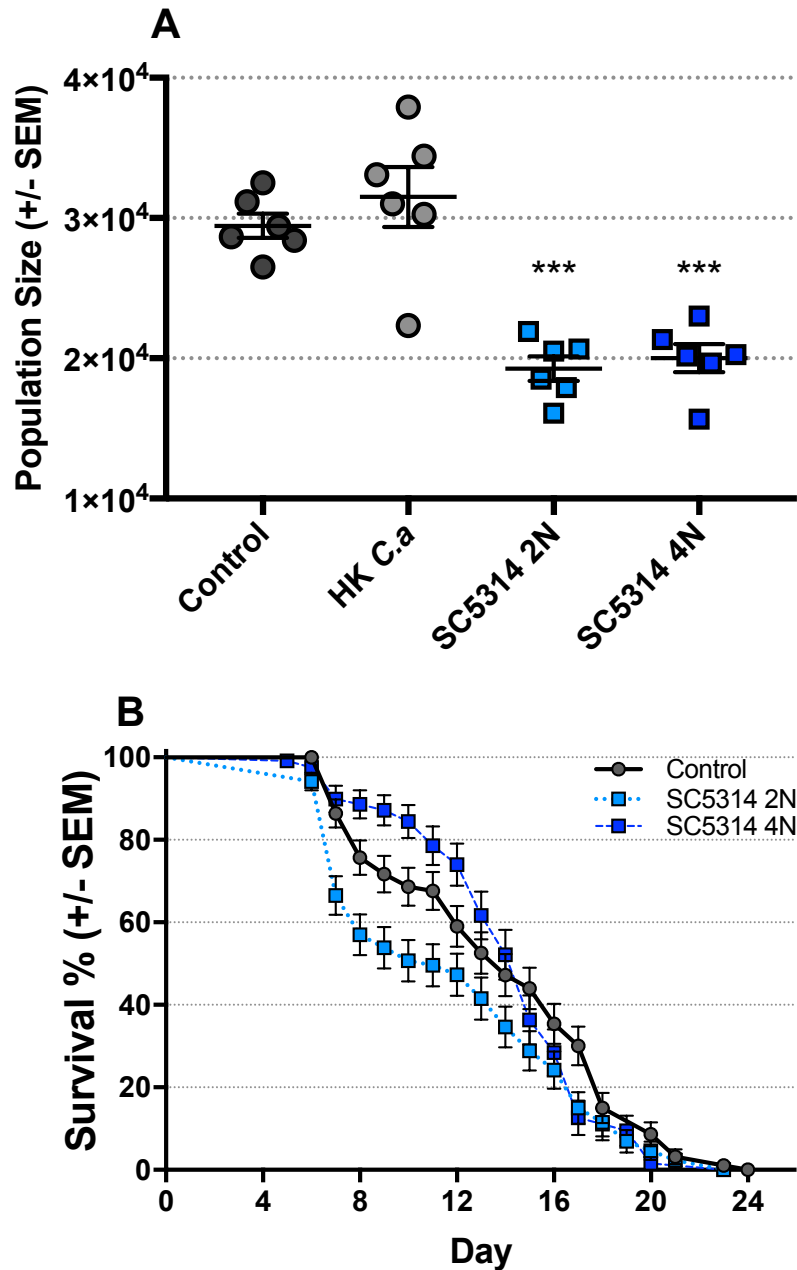 A
Population Size (+/- SEM)
4×10⁴
3×10⁴
2×10⁴
1×10⁴
***
***
Control
HK C.a
SC5314 2N
SC5314 4N
B
Survival % (+/- SEM)
100
80
60
40
20
0
Control
SC5314 2N
SC5314 4N
0
4
8
12
16
20
24
Day